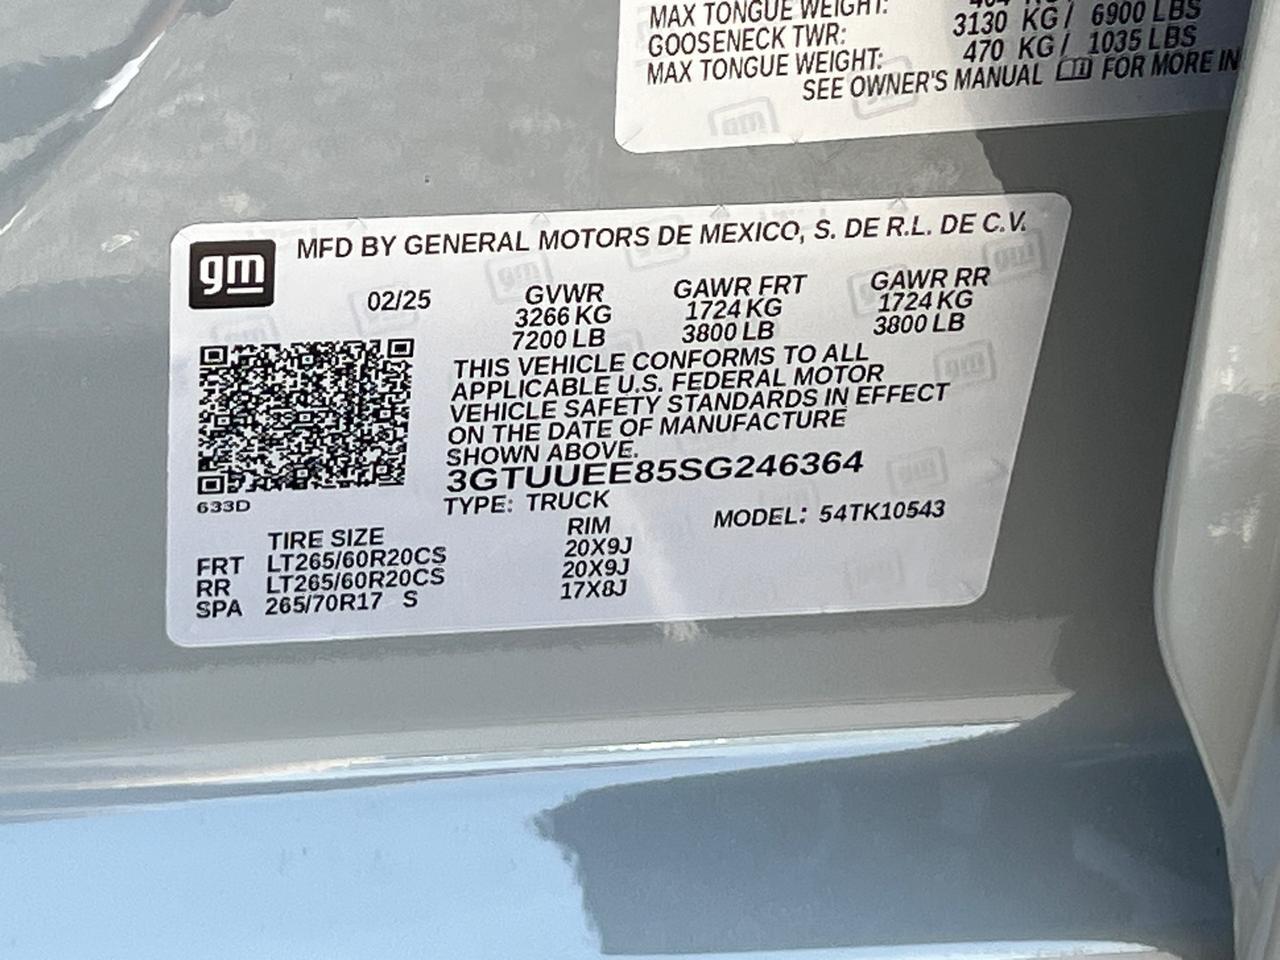 MAX TONGUE WEIGHT:
GOOSENECK TWR: 3130 KG / 6900 LBS
MAX TONGUE WEIGHT: 470 KG / 1035 LBS
SEE OWNER'S MANUAL FOR MORE IN
gm
MFD BY GENERAL MOTORS DE MEXICO, S. DE R.L. DE C.V.
02/25 GVWR GAWR FRT GAWR RR
3266 KG 1724 KG 1724 KG
7200 LB 3800 LB 3800 LB
THIS VEHICLE CONFORMS TO ALL
APPLICABLE U.S. FEDERAL MOTOR
VEHICLE SAFETY STANDARDS IN EFFECT
ON THE DATE OF MANUFACTURE
SHOWN ABOVE.
3GTUUEE85SG246364
633D
TYPE: TRUCK MODEL: 54TK10543
TIRE SIZE RIM
FRT LT265/60R20CS 20X9J
RR LT265/60R20CS 20X9J
SPA 265/70R17 S 17X8J